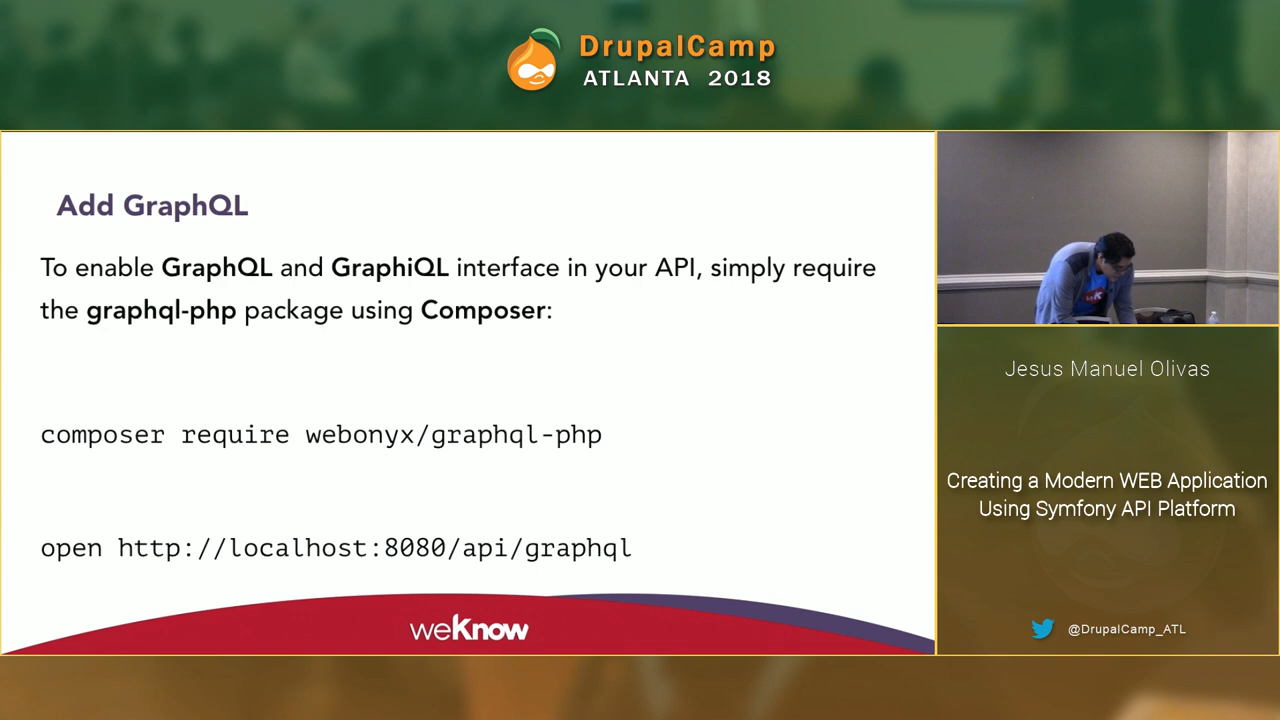 DrupalCamp
ATLANTA 2018
Add GraphQL
To enable GraphQL and GraphiQL interface in your API, simply require
the graphql-php package using Composer:
composer require webonyx/graphql-php
open http://localhost:8080/api/graphql
weKnow
Jesus Manuel Olivas
Creating a Modern WEB Application
Using Symfony API Platform
@DrupalCamp_ATL